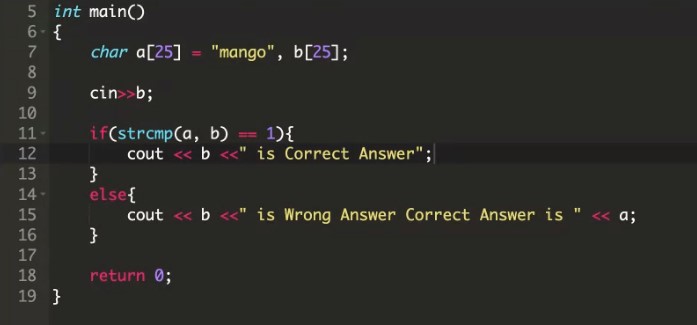 5 int main()
6 {
7 char a[25] = "mango", b[25];
8
9 cin>>b;
10
11 if(strcmp(a, b) == 1){
12 cout << b <<" is Correct Answer";
13 }
14 else{
15 cout << b <<" is Wrong Answer Correct Answer is " << a;
16 }
17
18 return 0;
19 }